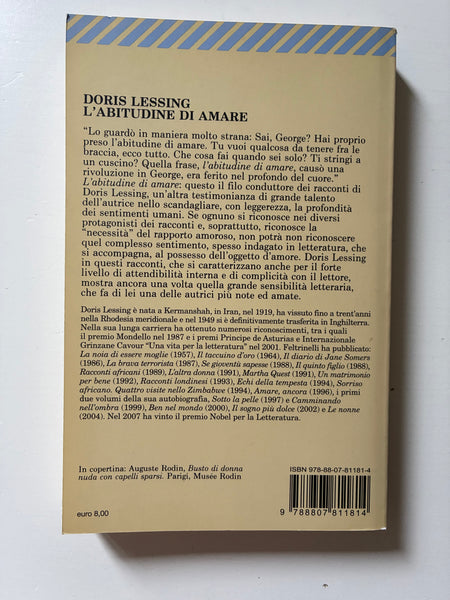 DORIS LESSING
L'ABITUDINE DI AMARE
"Lo guardò in maniera molto strana: Sai, George? Hai proprio
preso l'abitudine di amare. Tu vuoi qualcosa da tenere fra le
braccia, ecco tutto. Che cosa fai quando sei solo? Ti stringi a
un cuscino? Quella frase, l'abitudine di amare, causò una
rivoluzione in George, era ferito nel profondo del cuore."
L'abitudine di amare: questo il filo conduttore dei racconti di
Doris Lessing, un'altra testimonianza di grande talento
dell'autrice nello scandagliare, con leggerezza, la profondità
dei sentimenti umani. Se ognuno si riconosce nei diversi
protagonisti dei racconti e, soprattutto, riconosce la
"necessità" del rapporto amoroso, non potrà non riconoscere
quel complesso sentimento, spesso indagato in letteratura, che
si accompagna, al possesso dell'oggetto d'amore. Doris Lessing
in questi racconti, che si caratterizzano anche per il forte
livello di attendibilità interna e di complicità con il lettore,
mostra ancora una volta quella grande sensibilità letteraria,
che fa di lei una delle autrici più note ed amate.
Doris Lessing è nata a Kermanshah, in Iran, nel 1919, ha vissuto fino a trent'anni
nella Rhodesia meridionale e nel 1949 si è definitivamente trasferita in Inghilterra.
Nella sua lunga carriera ha ottenuto numerosi riconoscimenti, tra i quali
il premio Mondello nel 1987 e i premi Principe de Asturias e Internazionale
Grinzane Cavour "Una vita per la letteratura" nel 2001. Feltrinelli ha pubblicato:
La noia di essere moglie (1957), Il taccuino d'oro (1964), Il diario di Jane Somers
(1986), La brava terrorista (1987), Se gioventù sapesse (1988), Il quinto figlio (1988),
Racconti africani (1989), L'altra donna (1991), Martha Quest (1991), Un matrimonio
per bene (1992), Racconti londinesi (1993), Echi della tempesta (1994), Sorriso
africano. Quattro visite nello Zimbabwe (1994), Amare, ancora (1996), i primi
due volumi della sua autobiografia, Sotto la pelle (1997) e Camminando
nell'ombra (1999), Ben nel mondo (2000), Il sogno più dolce (2002) e Le nonne
(2004). Nel 2007 ha vinto il premio Nobel per la Letteratura.
In copertina: Auguste Rodin, Busto di donna
nuda con capelli sparsi. Parigi, Musée Rodin
euro 8,00
ISBN 978-88-07-81181-4
9 788807 811814